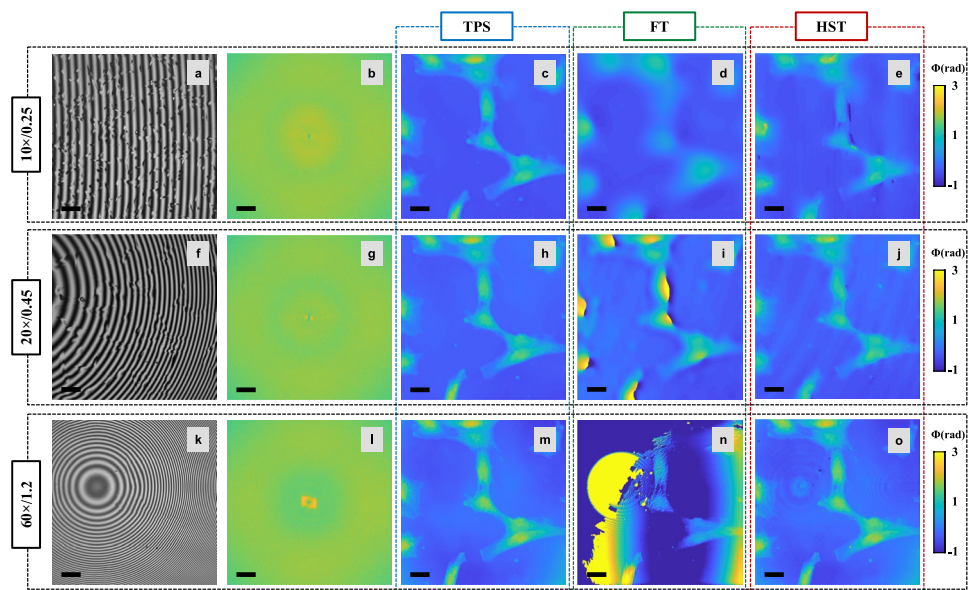 TPS
FT
HST
10×/0.25
a
b
c
d
e
Φ(rad)
3
1
-1
20×/0.45
f
g
h
i
j
Φ(rad)
3
1
-1
60×/1.2
k
l
m
n
o
Φ(rad)
3
1
-1